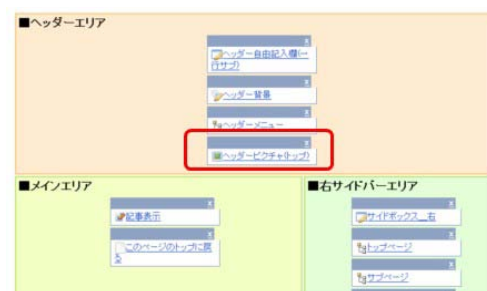 ■ヘッダーエリア
x
ヘッダー自由記入欄(一
行サブ)
x
ヘッダー背景
x
ヘッダーメニュー
x
ヘッダーピクチャ(トップ)
■メインエリア
x
記事表示
x
このページのトップに戻
る
■右サイドバーエリア
x
サイドボックス__右
x
トップページ
x
サブページ